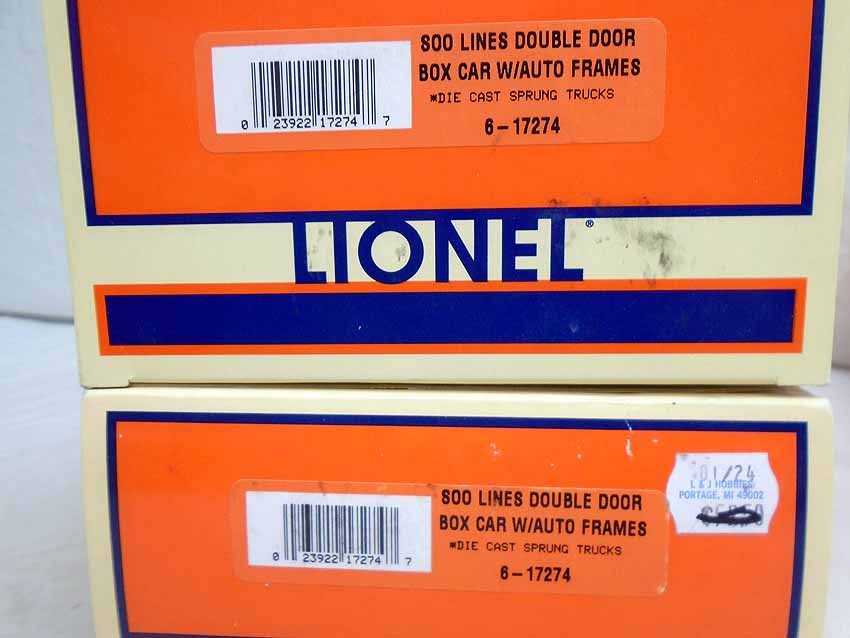 SOO LINES DOUBLE DOOR
BOX CAR W/AUTO FRAMES
*DIE CAST SPRUNG TRUCKS
6-17274
0 23922 17274 7
LIONEL®
01/24
L & J HOBBIES
PORTAGE, MI 49002
SOO LINES DOUBLE DOOR
BOX CAR W/AUTO FRAMES
*DIE CAST SPRUNG TRUCKS
6-17274
0 23922 17274 7